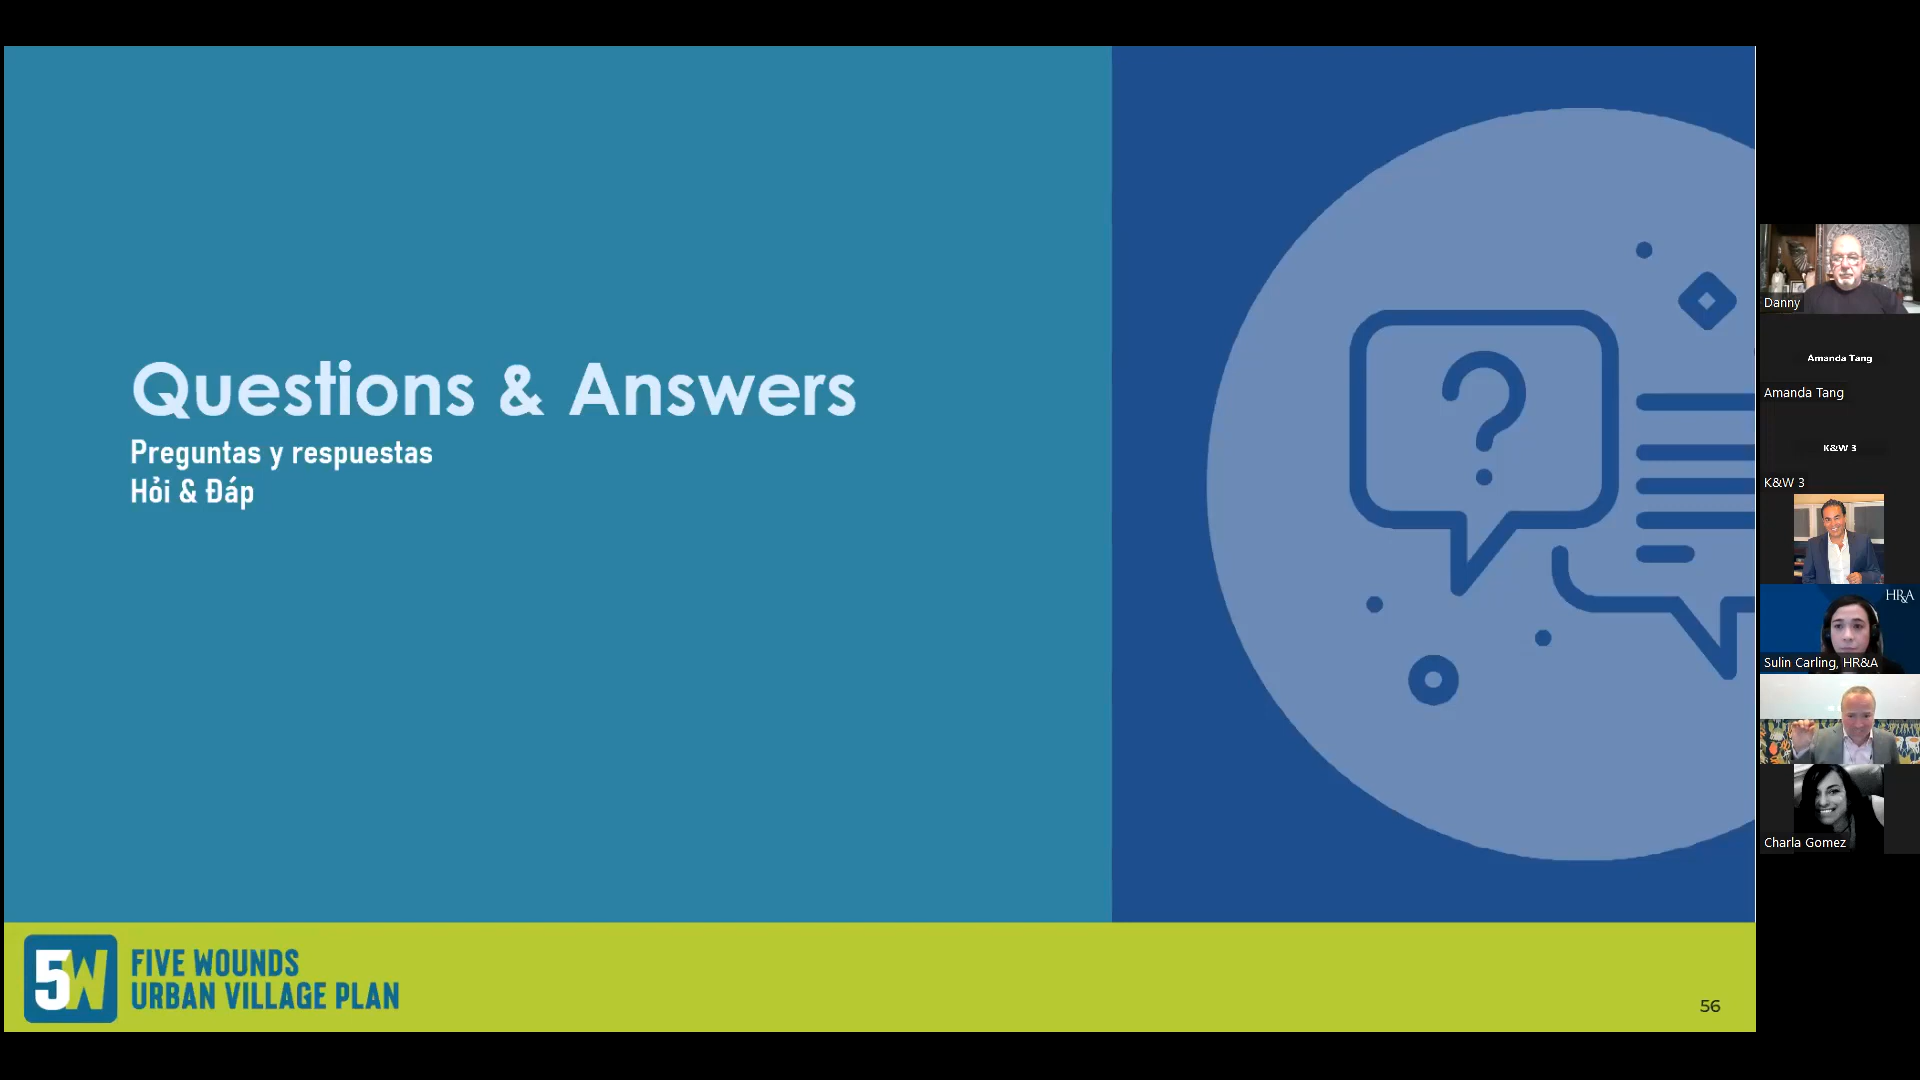 Questions & Answers
Preguntas y respuestas
Hỏi & Đáp
?
5W
FIVE WOUNDS
URBAN VILLAGE PLAN
56
Danny
Amanda Tang
Amanda Tang
K&W 3
K&W 3
HR&A
Sulin Carling, HR&A
Charla Gomez